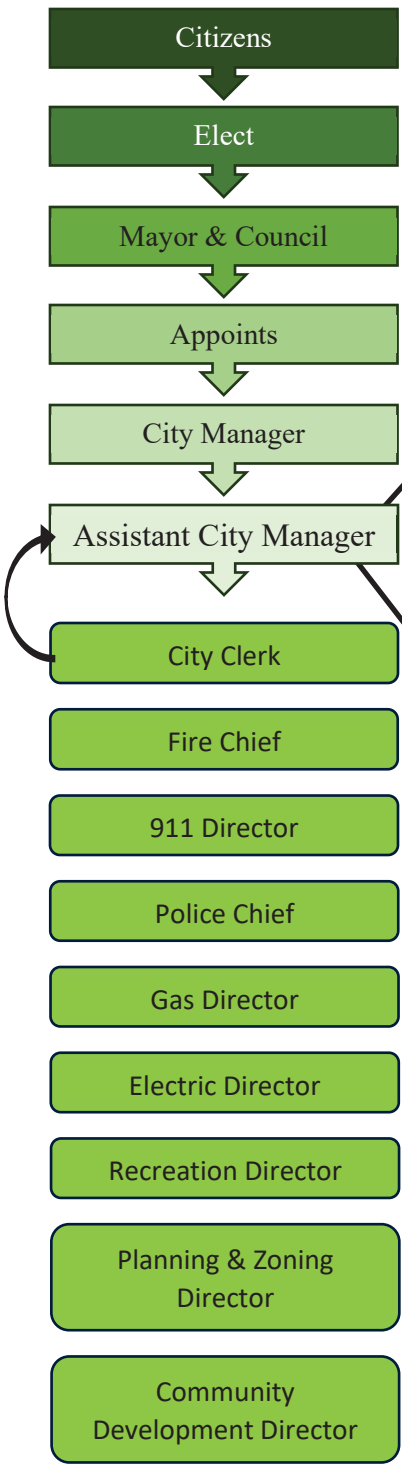 Citizens
Elect
Mayor & Council
Appoints
City Manager
Assistant City Manager
City Clerk
Fire Chief
911 Director
Police Chief
Gas Director
Electric Director
Recreation Director
Planning & Zoning
Director
Community
Development Director